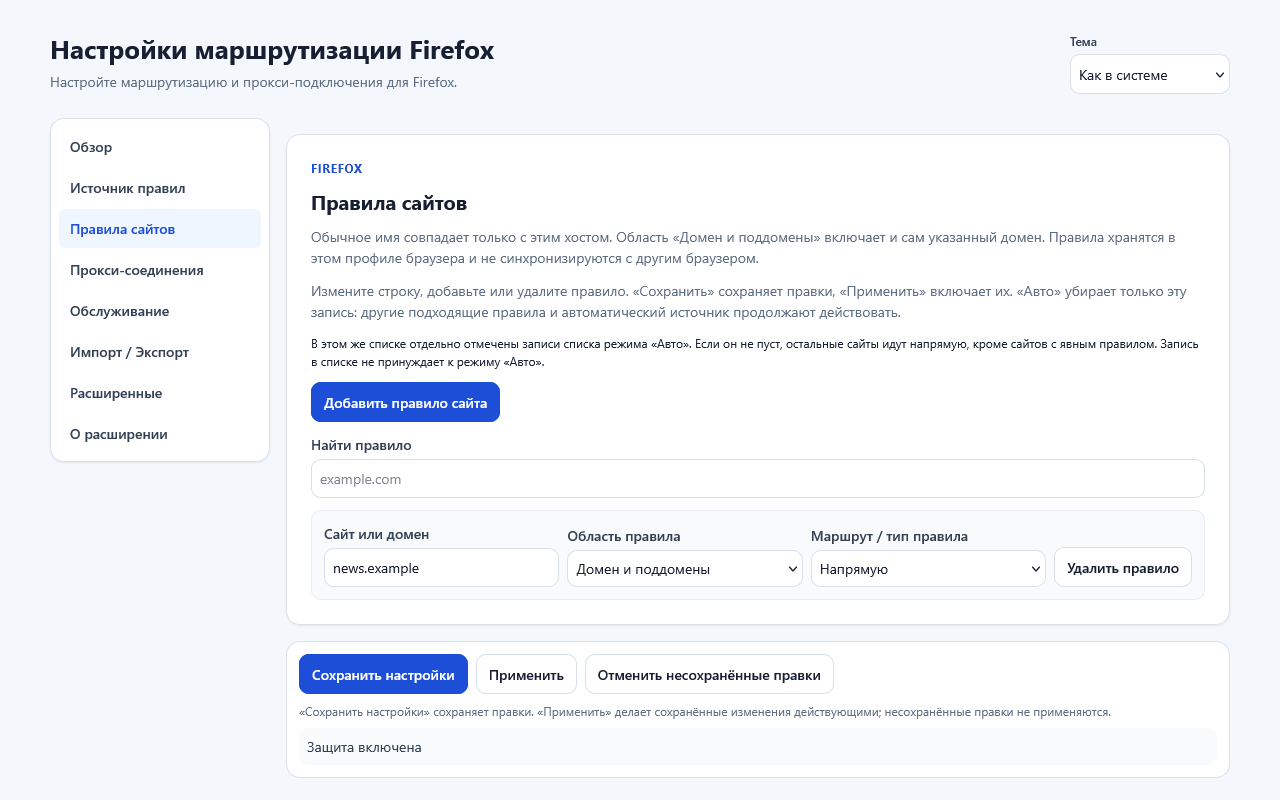 Настройки маршрутизации Firefox
Настройте маршрутизацию и прокси-подключения для Firefox.
Тема
Как в системе
Обзор
Источник правил
Правила сайтов
Прокси-соединения
Обслуживание
Импорт / Экспорт
Расширенные
О расширении
FIREFOX
Правила сайтов
Обычное имя совпадает только с этим хостом. Область «Домен и поддомены» включает и сам указанный домен. Правила хранятся в
этом профиле браузера и не синхронизируются с другим браузером.
Измените строку, добавьте или удалите правило. «Сохранить» сохраняет правки, «Применить» включает их. «Авто» убирает только эту
запись: другие подходящие правила и автоматический источник продолжают действовать.
В этом же списке отдельно отмечены записи списка режима «Авто». Если он не пуст, остальные сайты идут напрямую, кроме сайтов с явным правилом. Запись
в списке не принуждает к режиму «Авто».
Добавить правило сайта
Найти правило
example.com
Сайт или домен
Область правила
Маршрут / тип правила
news.example
Домен и поддомены
Напрямую
Удалить правило
Сохранить настройки
Применить
Отменить несохранённые правки
«Сохранить настройки» сохраняет правки. «Применить» делает сохранённые изменения действующими; несохранённые правки не применяются.
Защита включена